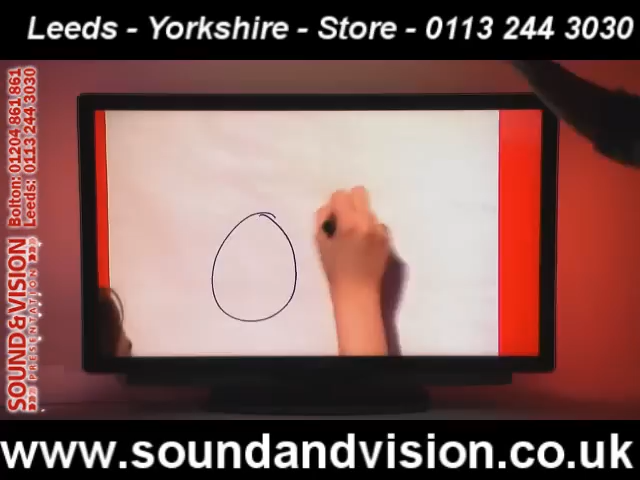 Leeds - Yorkshire - Store - 0113 244 3030
Bolton: 01204 861 861
Leeds: 0113 244 3030
SOUND & VISION
PRESENTATION
www.soundandvision.co.uk